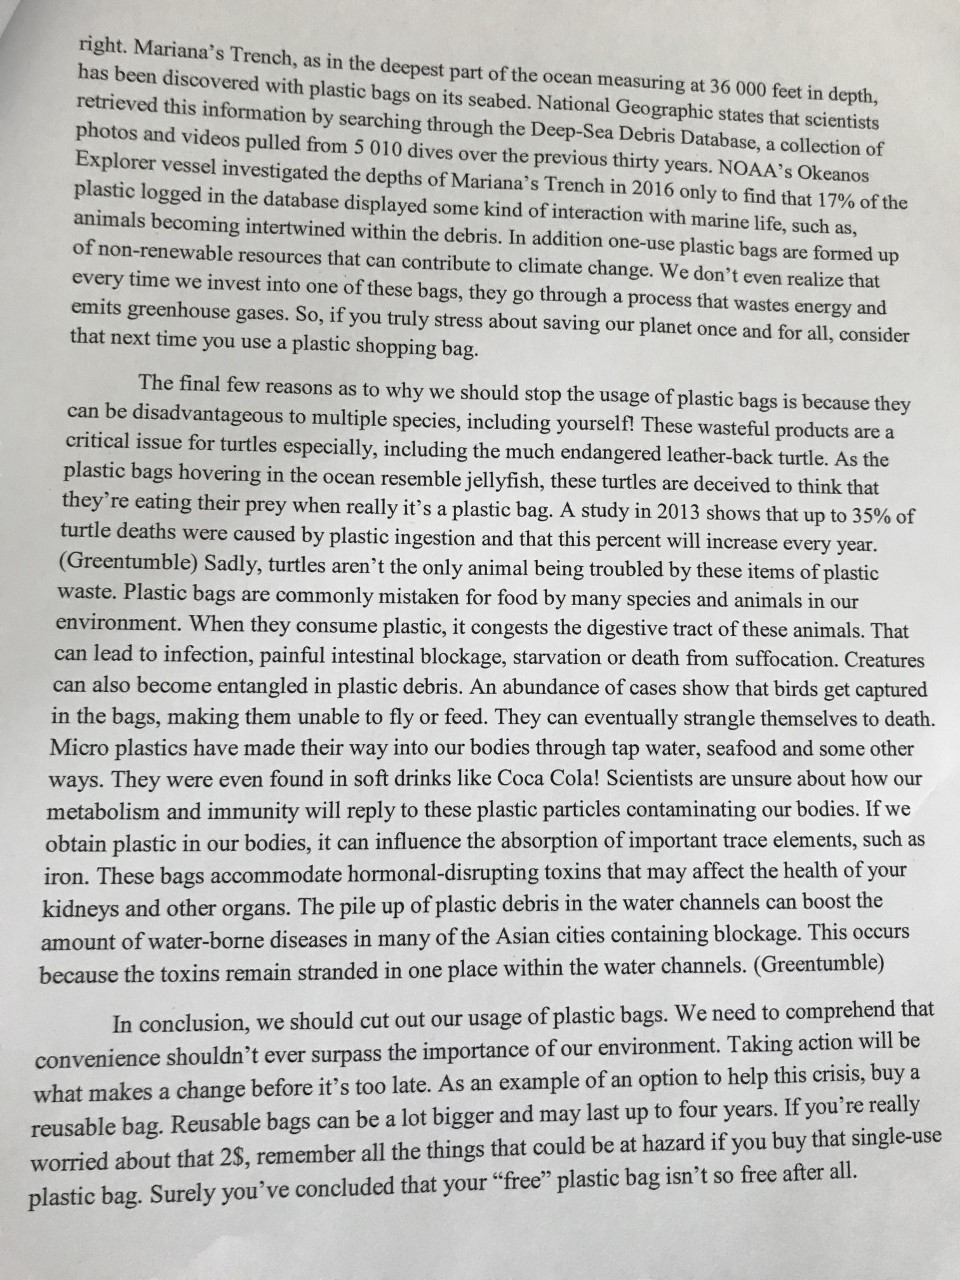 right. Mariana's Trench, as in the deepest part of the ocean measuring at 36 000 feet in depth,
has been discovered with plastic bags on its seabed. National Geographic states that scientists
retrieved this information by searching through the Deep-Sea Debris Database, a collection of
photos and videos pulled from 5 010 dives over the previous thirty years. NOAA's Okeanos
Explorer vessel investigated the depths of Mariana's Trench in 2016 only to find that 17% of the
plastic logged in the database displayed some kind of interaction with marine life, such as,
animals becoming intertwined within the debris. In addition one-use plastic bags are formed up
of non-renewable resources that can contribute to climate change. We don't even realize that
every time we invest into one of these bags, they go through a process that wastes energy and
emits greenhouse gases. So, if you truly stress about saving our planet once and for all, consider
that next time you use a plastic shopping bag.
The final few reasons as to why we should stop the usage of plastic bags is because they
can be disadvantageous to multiple species, including yourself! These wasteful products are a
critical issue for turtles especially, including the much endangered leather-back turtle. As the
plastic bags hovering in the ocean resemble jellyfish, these turtles are deceived to think that
they're eating their prey when really it's a plastic bag. A study in 2013 shows that up to 35% of
turtle deaths were caused by plastic ingestion and that this percent will increase every year.
(Greentumble) Sadly, turtles aren't the only animal being troubled by these items of plastic
waste. Plastic bags are commonly mistaken for food by many species and animals in our
environment. When they consume plastic, it congests the digestive tract of these animals. That
can lead to infection, painful intestinal blockage, starvation or death from suffocation. Creatures
can also become entangled in plastic debris. An abundance of cases show that birds get captured
in the bags, making them unable to fly or feed. They can eventually strangle themselves to death.
Micro plastics have made their way into our bodies through tap water, seafood and some other
ways. They were even found in soft drinks like Coca Cola! Scientists are unsure about how our
metabolism and immunity will reply to these plastic particles contaminating our bodies. If we
obtain plastic in our bodies, it can influence the absorption of important trace elements, such as
iron. These bags accommodate hormonal-disrupting toxins that may affect the health of your
kidneys and other organs. The pile up of plastic debris in the water channels can boost the
amount of water-borne diseases in many of the Asian cities containing blockage. This occurs
because the toxins remain stranded in one place within the water channels. (Greentumble)
In conclusion, we should cut out our usage of plastic bags. We need to comprehend that
convenience shouldn't ever surpass the importance of our environment. Taking action will be
what makes a change before it's too late. As an example of an option to help this crisis, buy a
reusable bag. Reusable bags can be a lot bigger and may last up to four years. If you're really
worried about that 2$, remember all the things that could be at hazard if you buy that single-use
plastic bag. Surely you've concluded that your “free” plastic bag isn't so free after all.